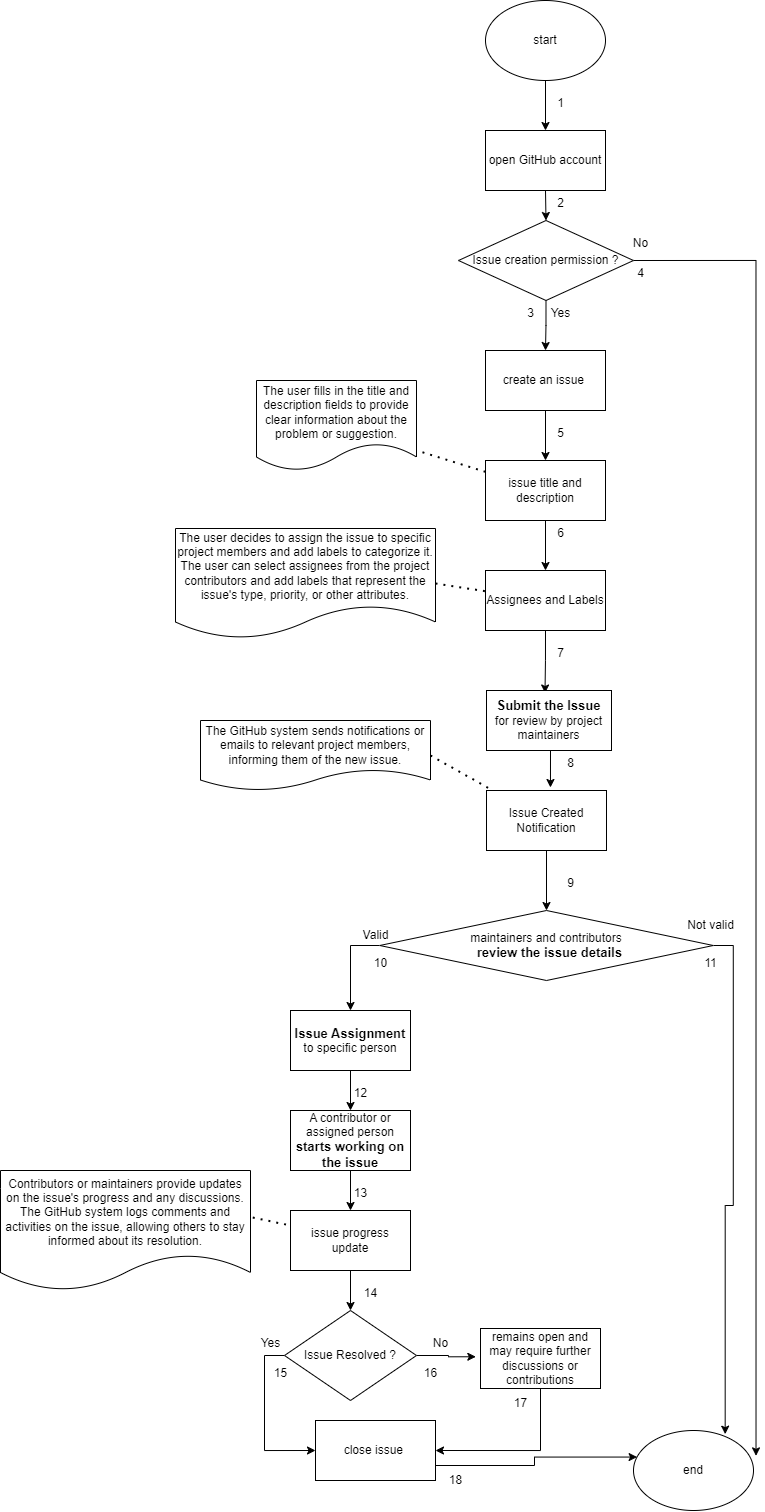 start
1
open GitHub account
2
Issue creation permission ?
No
4
3
Yes
create an issue
The user fills in the title and
description fields to provide
clear information about the
problem or suggestion.
5
issue title and
description
6
The user decides to assign the issue to specific
project members and add labels to categorize it.
The user can select assignees from the project
contributors and add labels that represent the
issue's type, priority, or other attributes.
Assignees and Labels
7
Submit the Issue
for review by project
maintainers
8
The GitHub system sends notifications or
emails to relevant project members,
informing them of the new issue.
Issue Created
Notification
9
maintainers and contributors
review the issue details
Valid
10
Not valid
11
Issue Assignment
to specific person
12
A contributor or
assigned person
starts working on
the issue
13
Contributors or maintainers provide updates
on the issue's progress and any discussions.
The GitHub system logs comments and
activities on the issue, allowing others to stay
informed about its resolution.
issue progress
update
14
Issue Resolved ?
Yes
15
No
16
remains open and
may require further
discussions or
contributions
17
close issue
18
end